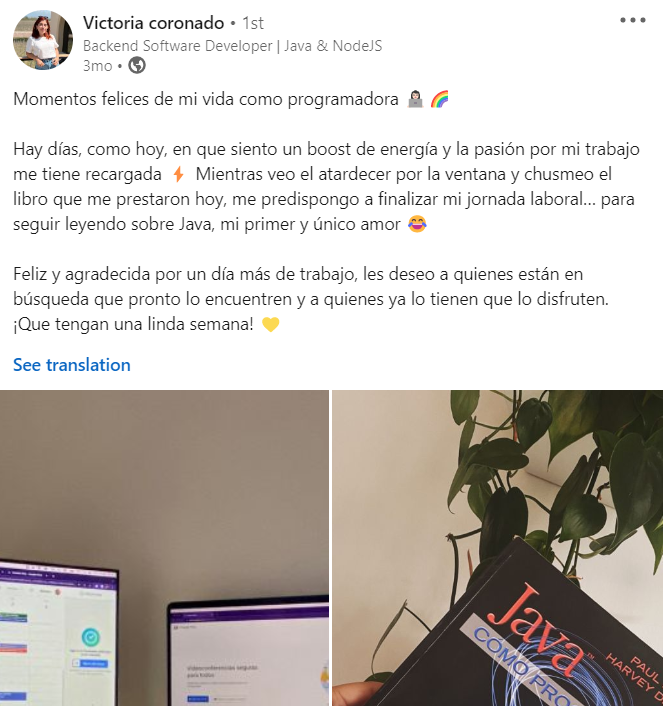 Victoria coronado • 1st
Backend Software Developer | Java & NodeJS
3mo •
Momentos felices de mi vida como programadora 👩🏻‍💻 🌈
Hay días, como hoy, en que siento un boost de energía y la pasión por mi trabajo
me tiene recargada ⚡ Mientras veo el atardecer por la ventana y chusmeo el
libro que me prestaron hoy, me predispongo a finalizar mi jornada laboral... para
seguir leyendo sobre Java, mi primer y único amor 😂
Feliz y agradecida por un día más de trabajo, les deseo a quienes están en
búsqueda que pronto lo encuentren y a quienes ya lo tienen que lo disfruten.
¡Que tengan una linda semana! 💛
See translation
Videoconferencias seguras
para todos
Java™
CÓMO PRO
PAUL
HARVEY D